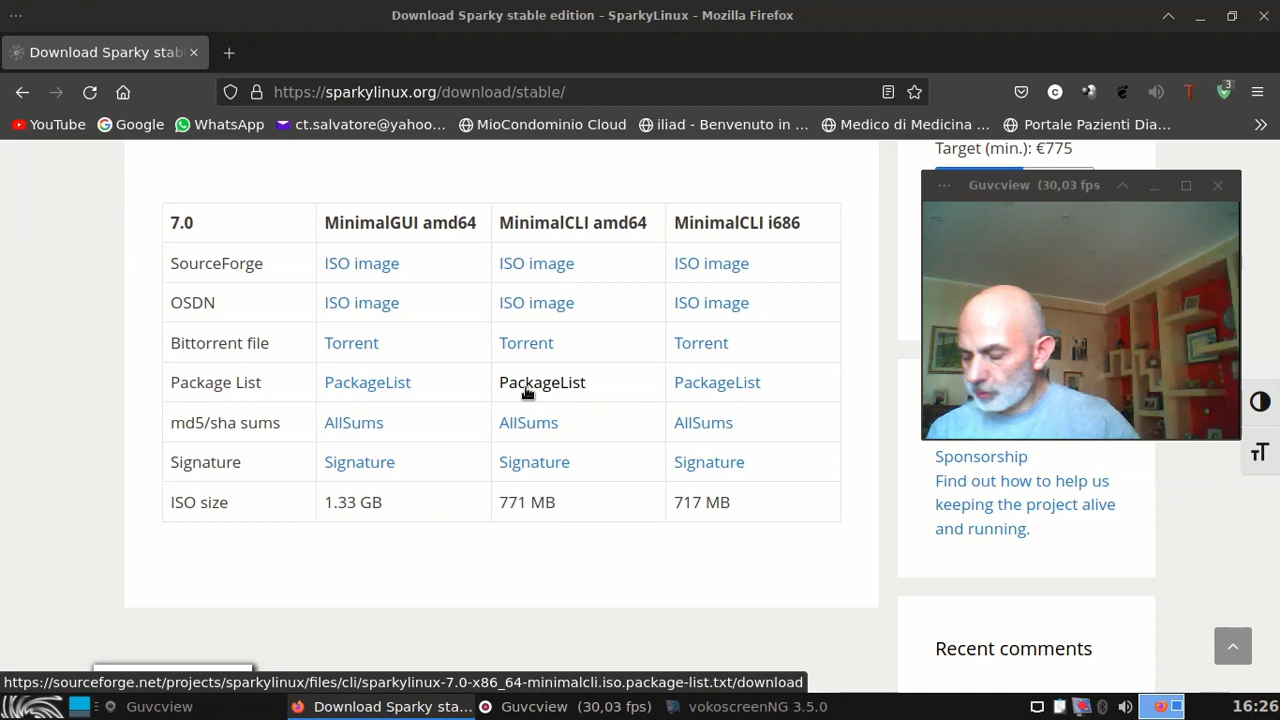 Download Sparky stable edition - SparkyLinux - Mozilla Firefox
Download Sparky stab
https://sparkylinux.org/download/stable/
3
YouTube Google WhatsApp ct.salvatore@yahoo... MioCondominio Cloud iliad - Benvenuto in ... Medico di Medicina ... Portale Pazienti Dia...
Target (min.): €775
Guvcview (30,03 fps
7.0 MinimalGUI amd64 MinimalCLI amd64 MinimalCLI i686
SourceForge ISO image ISO image ISO image
OSDN ISO image ISO image ISO image
Bittorrent file Torrent Torrent Torrent
Package List PackageList PackageList PackageList
md5/sha sums AllSums AllSums AllSums
Signature Signature Signature Signature
ISO size 1.33 GB 771 MB 717 MB
Sponsorship
Find out how to help us
keeping the project alive
and running.
Recent comments
https://sourceforge.net/projects/sparkylinux/files/cli/sparkylinux-7.0-x86_64-minimalcli.iso.package-list.txt/download
Guvcview Download Sparky sta... Guvcview (30,03 fps) vokoscreenNG 3.5.0 16:26